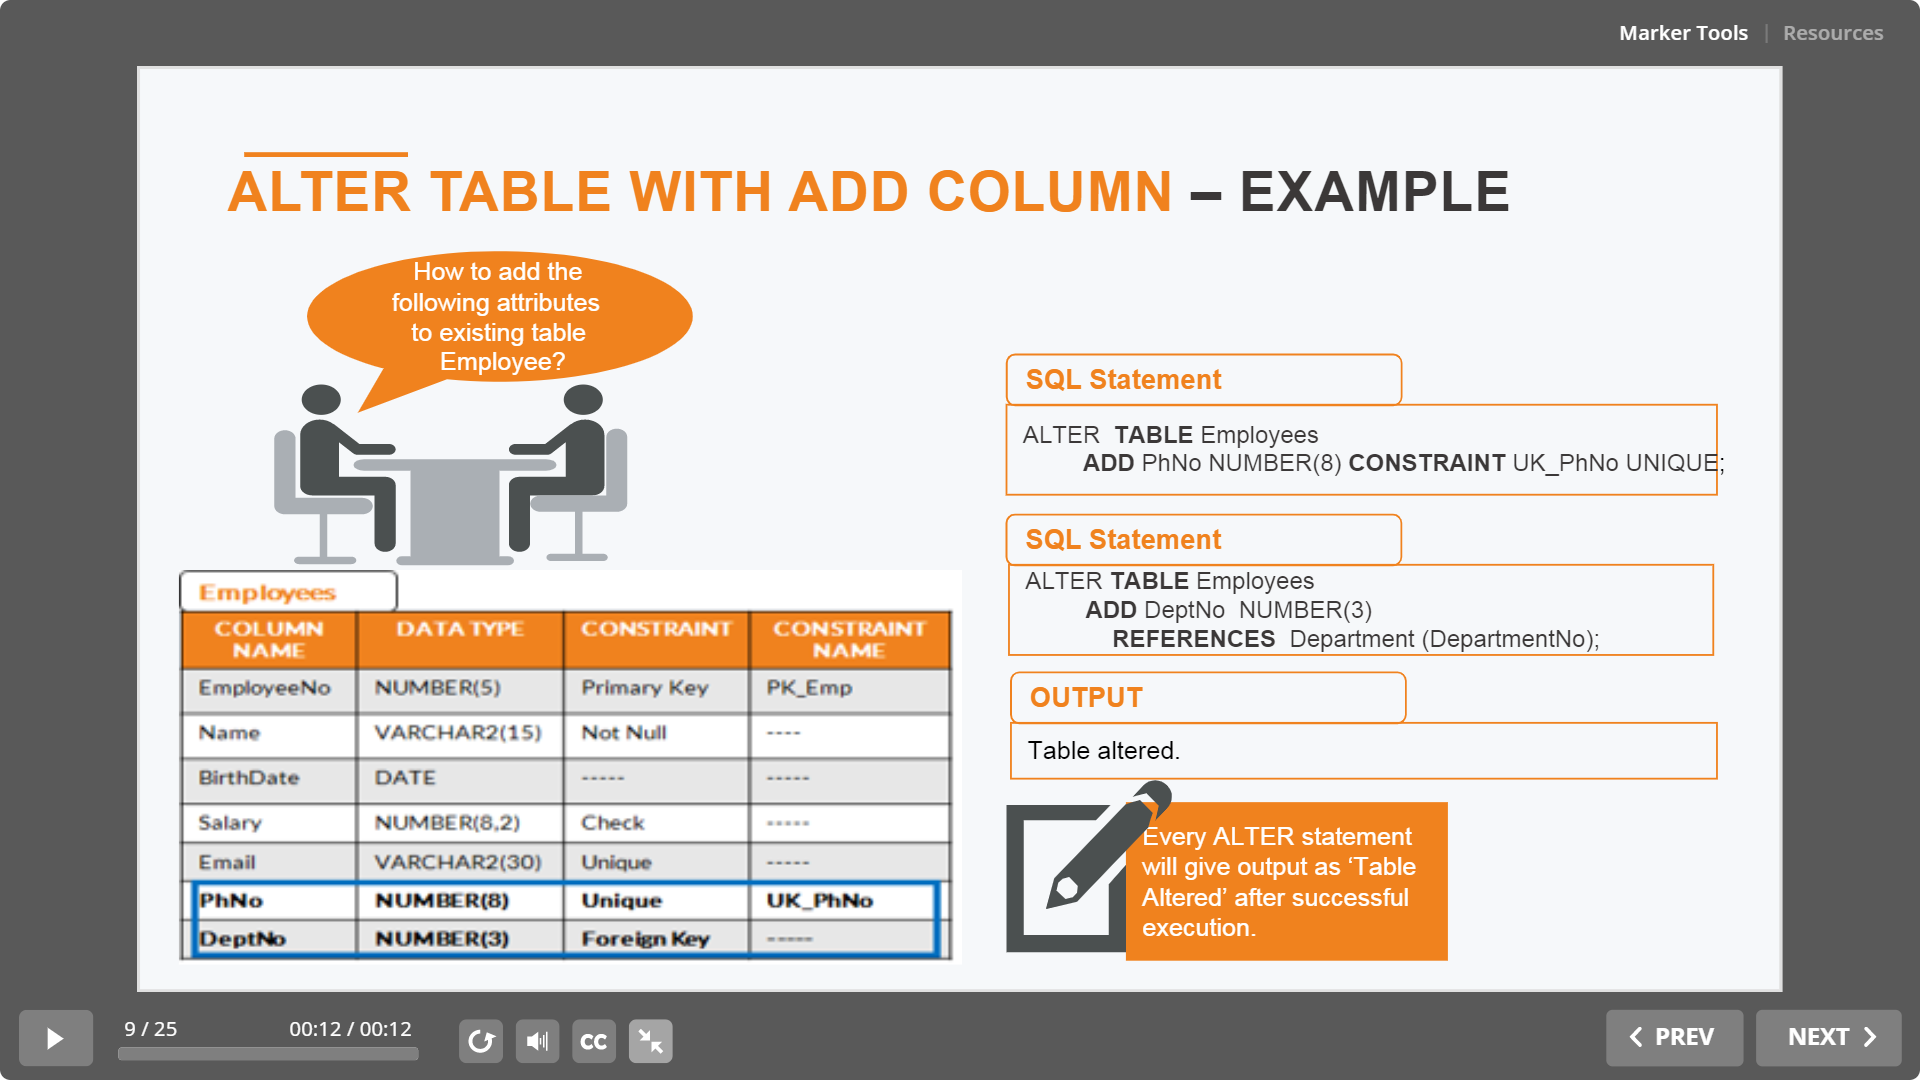 Marker Tools | Resources
ALTER TABLE WITH ADD COLUMN – EXAMPLE
How to add the
following attributes
to existing table
Employee?
Employees
COLUMN NAME DATA TYPE CONSTRAINT CONSTRAINT NAME
EmployeeNo NUMBER(5) Primary Key PK_Emp
Name VARCHAR2(15) Not Null ----
BirthDate DATE ----- -----
Salary NUMBER(8,2) Check -----
Email VARCHAR2(30) Unique -----
PhNo NUMBER(8) Unique UK_PhNo
DeptNo NUMBER(3) Foreign Key -----
SQL Statement
ALTER TABLE Employees
ADD PhNo NUMBER(8) CONSTRAINT UK_PhNo UNIQUE;
SQL Statement
ALTER TABLE Employees
ADD DeptNo NUMBER(3)
REFERENCES Department (DepartmentNo);
OUTPUT
Table altered.
Every ALTER statement
will give output as ‘Table
Altered’ after successful
execution.
9 / 25 00:12 / 00:12
CC
PREV NEXT